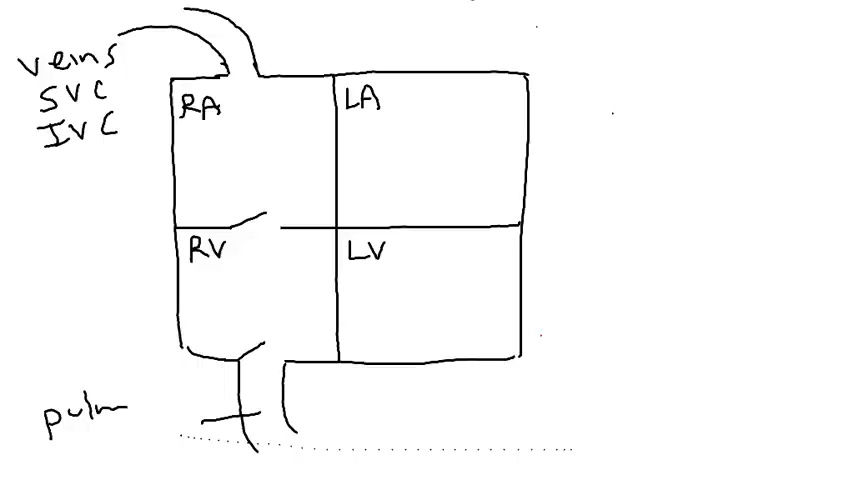 veins
SVC
IVC
RA
LA
RV
LV
pulm